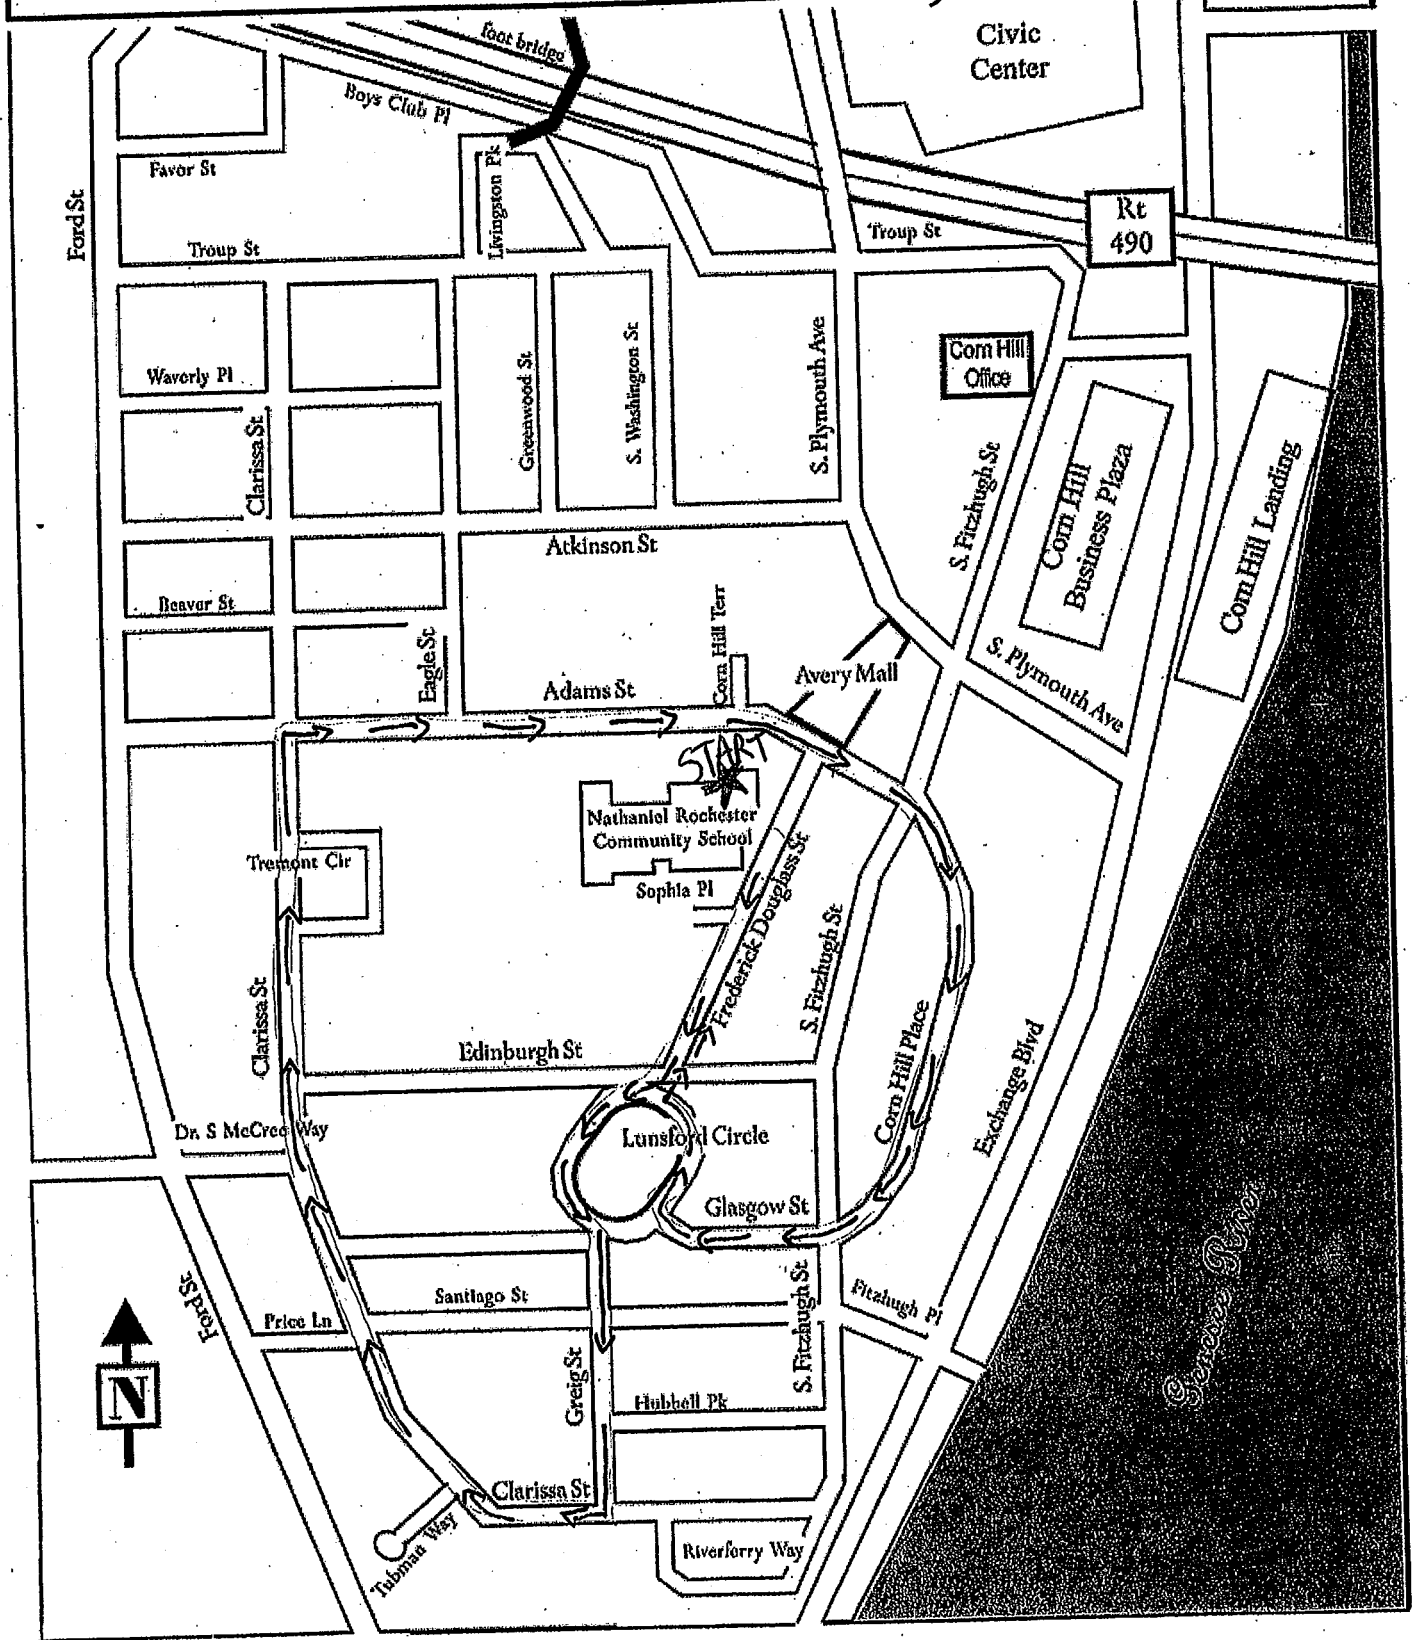 foot bridge
Civic
Center
Boys Club Pl
Favor St
Livingston Pk
Ford St
Troup St
Troup St
Rt
490
Waverly Pl
Clarissa St
Greenwood St
S. Washington St
S. Plymouth Ave
Corn Hill
Office
S. Fitzhugh St
Corn Hill
Business Plaza
Corn Hill Landing
Atkinson St
Beaver St
Eagle St
Adams St
Corn Hill Terr
Avery Mall
S. Plymouth Ave
START
Nathaniel Rochester
Community School
Sophia Pl
Tremont Cir
Frederick Douglass St
S. Fitzhugh St
Clarissa St
Edinburgh St
Corn Hill Place
Exchange Blvd
Dr. S McCree Way
Lunsford Circle
Glasgow St
Genesee River
Ford St
Santiago St
Price Ln
S. Fitzhugh St
Fitzhugh Pl
N
Greig St
Hubbell Pk
Clarissa St
Tubman Way
Riverferry Way